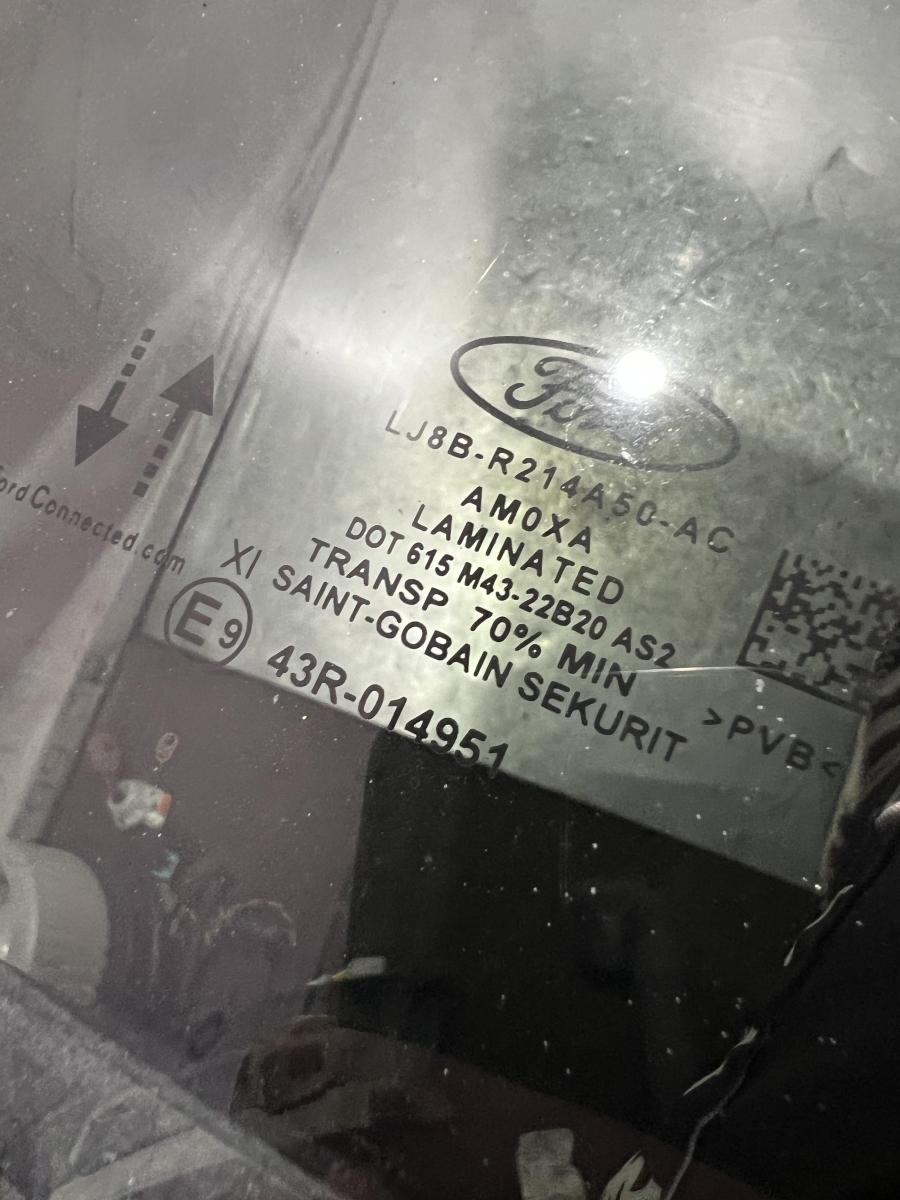 Ford
LJ8B-R214A50-AC
AM0XA
LAMINATED
DOT 615 M43-22B20 AS2
TRANSP 70% MIN
XI SAINT-GOBAIN SEKURIT
E9
43R-014951
>PVB<
ordConnected.com